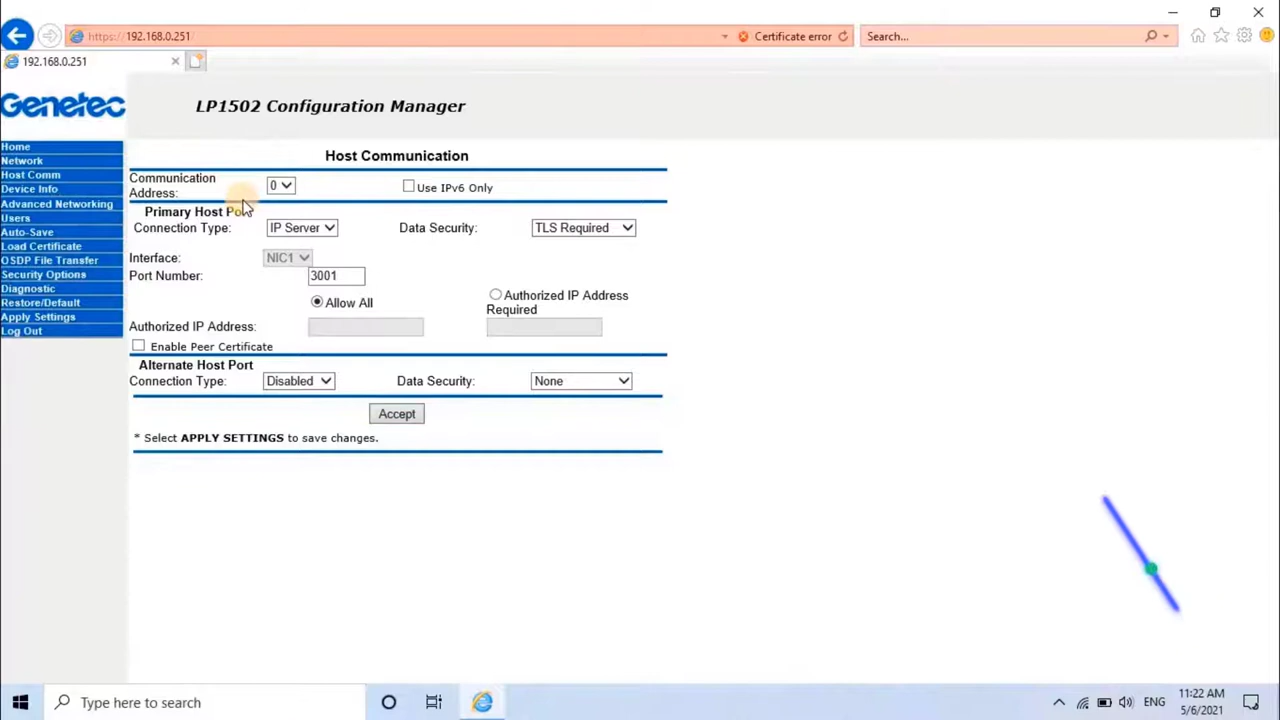 https://192.168.0.251/
Certificate error
Search...
192.168.0.251
Genetec
LP1502 Configuration Manager
Home
Network
Host Comm
Device Info
Advanced Networking
Users
Auto-Save
Load Certificate
OSDP File Transfer
Security Options
Diagnostic
Restore/Default
Apply Settings
Log Out
Host Communication
Communication Address: 0 Use IPv6 Only
Primary Host Port
Connection Type: IP Server Data Security: TLS Required
Interface: NIC1
Port Number: 3001
Allow All Authorized IP Address Required
Authorized IP Address:
Enable Peer Certificate
Alternate Host Port
Connection Type: Disabled Data Security: None
Accept
* Select APPLY SETTINGS to save changes.
Type here to search
ENG
11:22 AM
5/6/2021